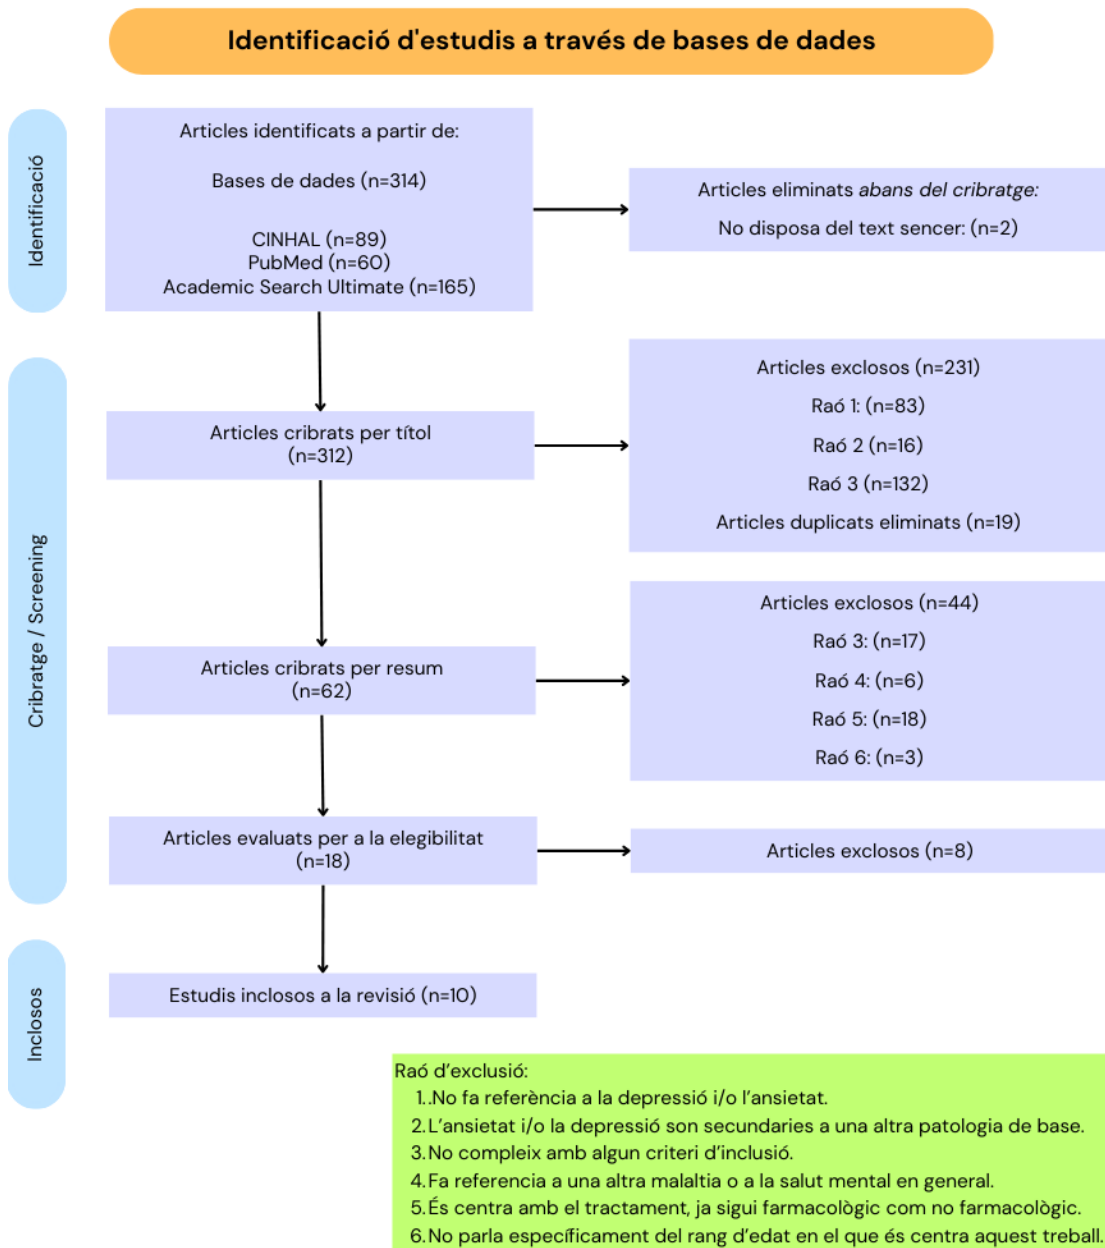 Identificació d'estudis a través de bases de dades
Identificació
Articles identificats a partir de:
Bases de dades (n=314)
CINHAL (n=89)
PubMed (n=60)
Academic Search Ultimate (n=165)
Articles eliminats abans del cribratge:
No disposa del text sencer: (n=2)
Cribratge / Screening
Articles cribrats per títol
(n=312)
Articles exclosos (n=231)
Raó 1: (n=83)
Raó 2 (n=16)
Raó 3 (n=132)
Articles duplicats eliminats (n=19)
Articles cribrats per resum
(n=62)
Articles exclosos (n=44)
Raó 3: (n=17)
Raó 4: (n=6)
Raó 5: (n=18)
Raó 6: (n=3)
Articles evaluats per a la elegibilitat
(n=18)
Articles exclosos (n=8)
Inclosos
Estudis inclosos a la revisió (n=10)
Raó d’exclusió:
1. .No fa referència a la depressió i/o l’ansietat.
2. L’ansietat i/o la depressió son secundaries a una altra patologia de base.
3. No compleix amb algun criteri d’inclusió.
4. Fa referencia a una altra malaltia o a la salut mental en general.
5. És centra amb el tractament, ja sigui farmacològic com no farmacològic.
6. No parla específicament del rang d’edat en el que és centra aquest treball.